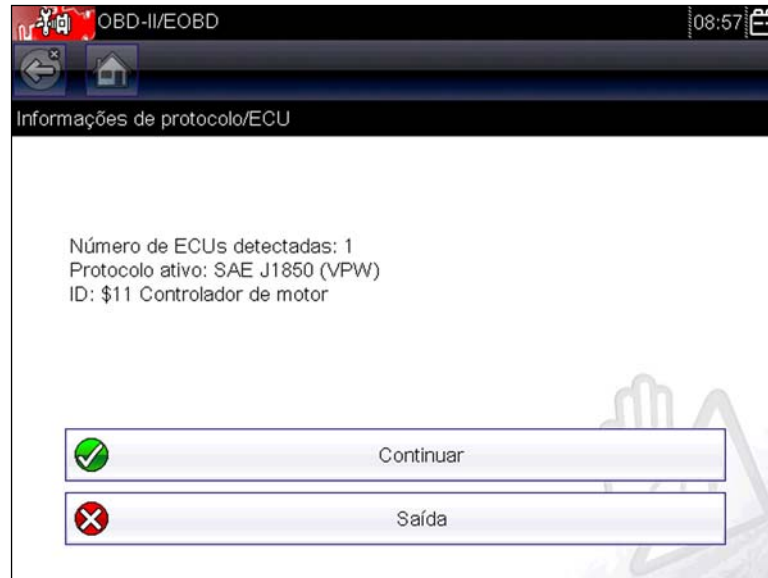 OBD-II/EOBD
08:57
Informações de protocolo/ECU
Número de ECUs detectadas: 1
Protocolo ativo: SAE J1850 (VPW)
ID: $11 Controlador de motor
Continuar
Saída